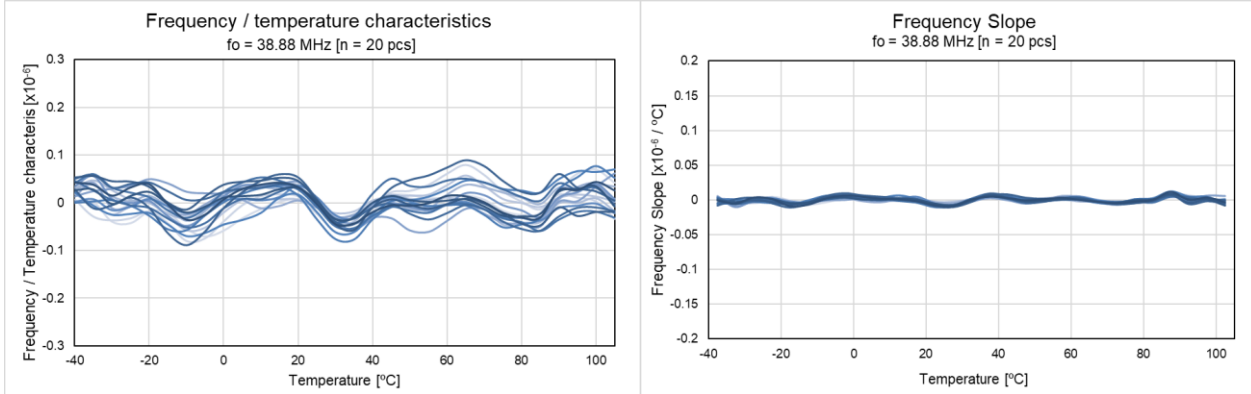 Frequency / temperature characteristics
fo = 38.88 MHz [n = 20 pcs]
Frequency / Temperature characteris [x10⁻⁶]
0.3
0.2
0.1
0
-0.1
-0.2
-0.3
-40 -20 0 20 40 60 80 100
Temperature [ºC]
Frequency Slope
fo = 38.88 MHz [n = 20 pcs]
Frequency Slope [x10⁻⁶ / ºC]
0.2
0.15
0.1
0.05
0
-0.05
-0.1
-0.15
-0.2
-40 -20 0 20 40 60 80 100
Temperature [ºC]